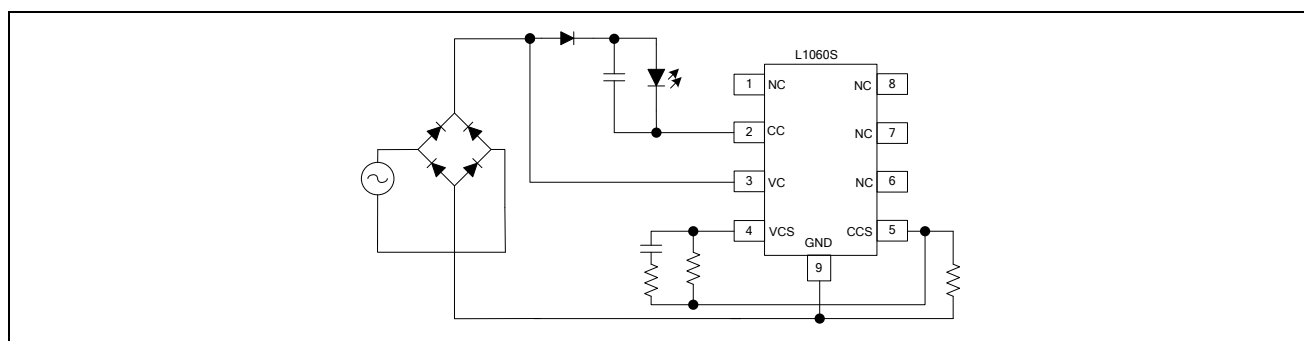 L1060S
1 NC NC 8
2 CC NC 7
3 VC NC 6
4 VCS CCS 5
GND
9